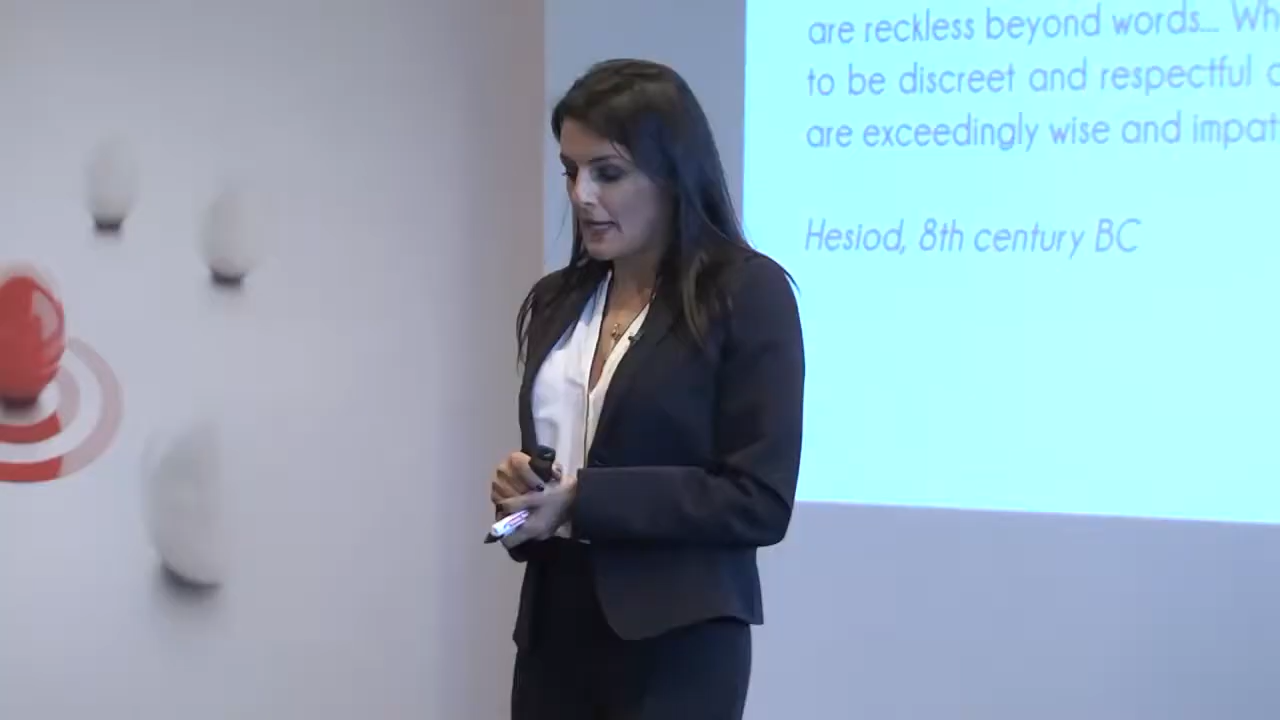 are reckless beyond words... Wh
to be discreet and respectful
are exceedingly wise and impat
Hesiod, 8th century BC